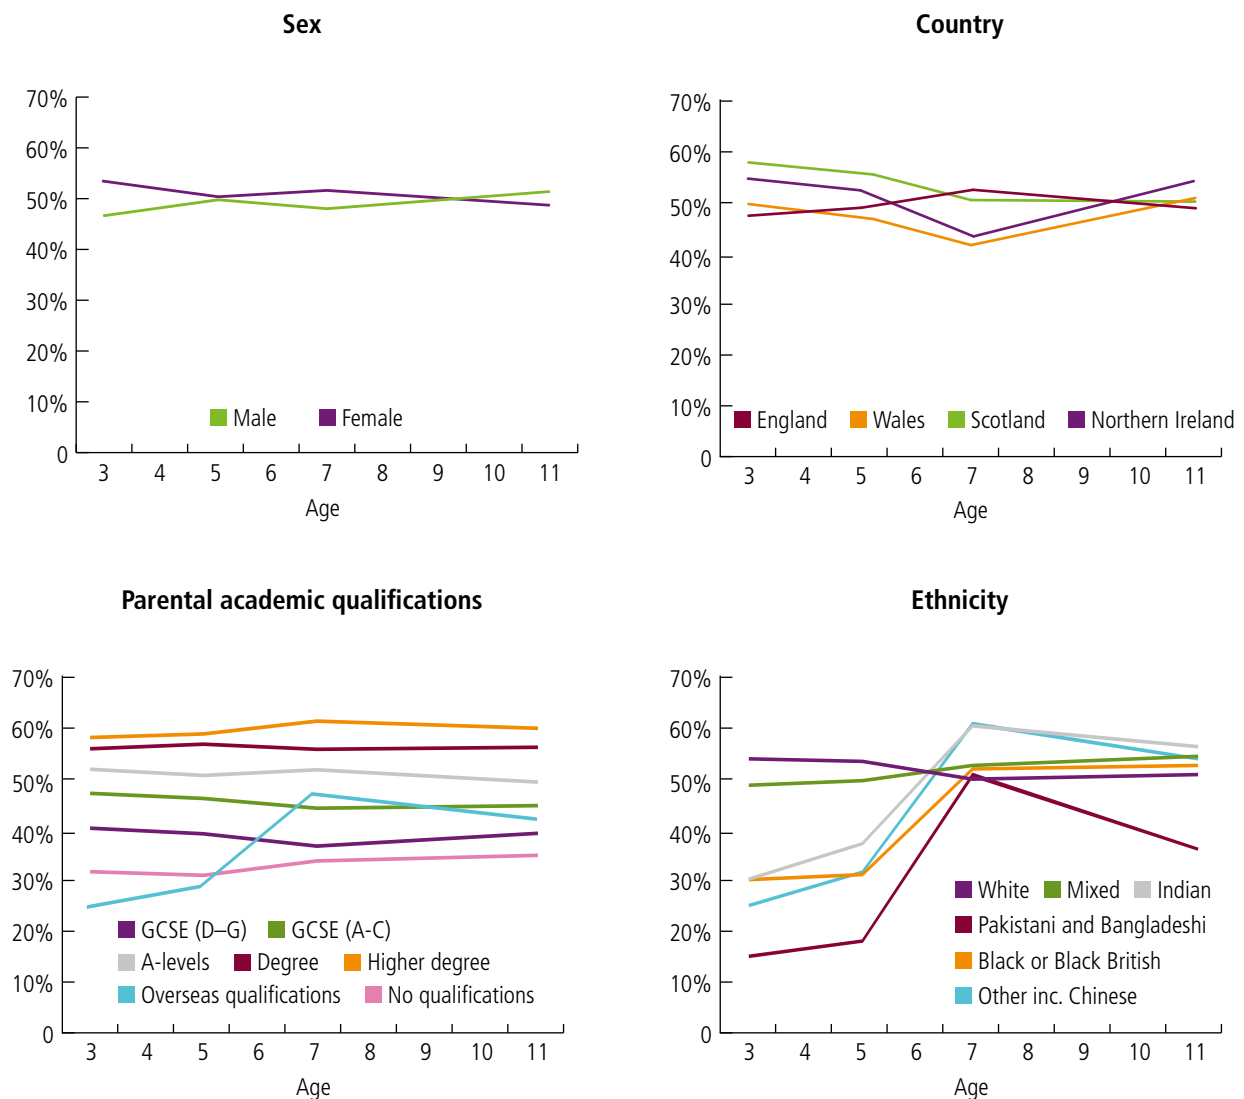 Sex
70%
60%
50%
40%
30%
20%
10%
0
Male Female
3 4 5 6 7 8 9 10 11
Age
Country
70%
60%
50%
40%
30%
20%
10%
0
England Wales Scotland Northern Ireland
3 4 5 6 7 8 9 10 11
Age
Parental academic qualifications
70%
60%
50%
40%
30%
20%
10%
0
GCSE (D–G) GCSE (A-C)
A-levels Degree Higher degree
Overseas qualifications No qualifications
3 4 5 6 7 8 9 10 11
Age
Ethnicity
70%
60%
50%
40%
30%
20%
10%
0
White Mixed Indian
Pakistani and Bangladeshi
Black or Black British
Other inc. Chinese
3 4 5 6 7 8 9 10 11
Age